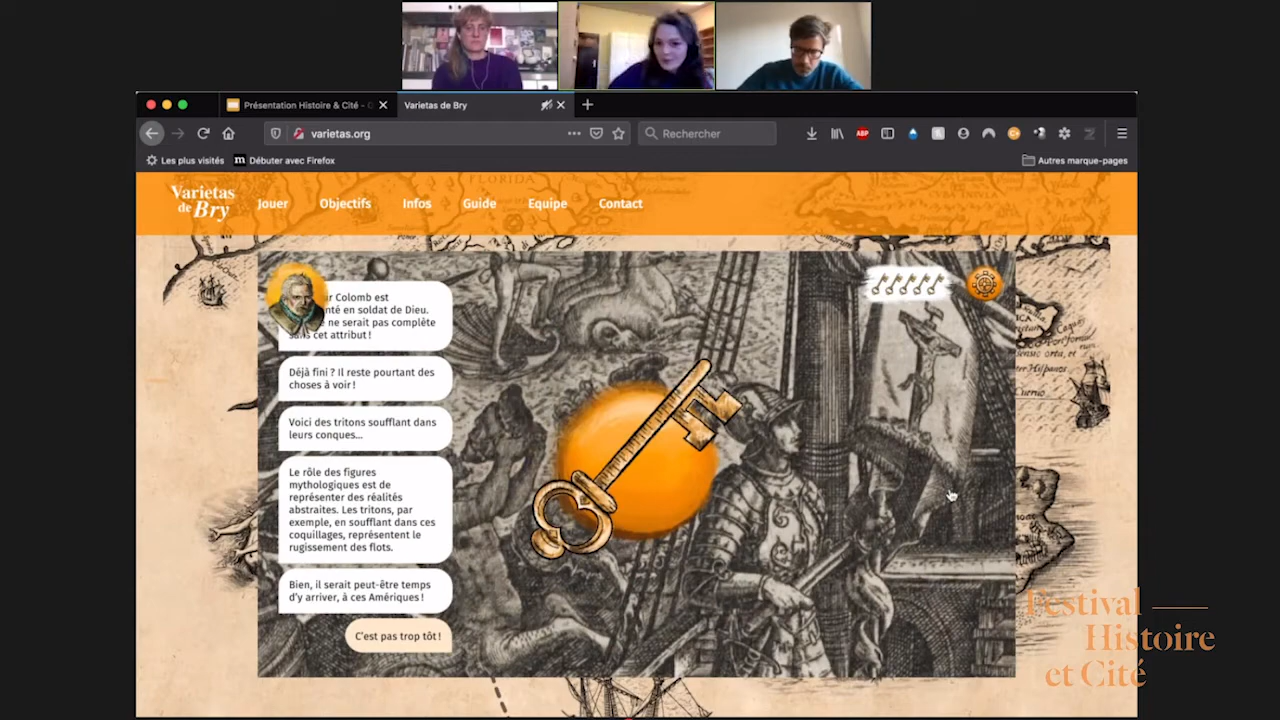 Présentation Histoire & Cité -
Varietas de Bry
varietas.org
Rechercher
ABP
Les plus visités
Débuter avec Firefox
Autres marque-pages
Varietas
de Bry
Jouer
Objectifs
Infos
Guide
Equipe
Contact
FLORIDA
Colomb est
en soldat de Dieu.
ne serait pas complète
sans cet attribut !
Déjà fini ? Il reste pourtant des
choses à voir !
Voici des tritons soufflant dans
leurs conques...
Le rôle des figures
mythologiques est de
représenter des réalités
abstraites. Les tritons, par
exemple, en soufflant dans ces
coquillages, représentent le
rugissement des flots.
Bien, il serait peut-être temps
d'y arriver, à ces Amériques !
C'est pas trop tôt !
Festival
Histoire
et Cité